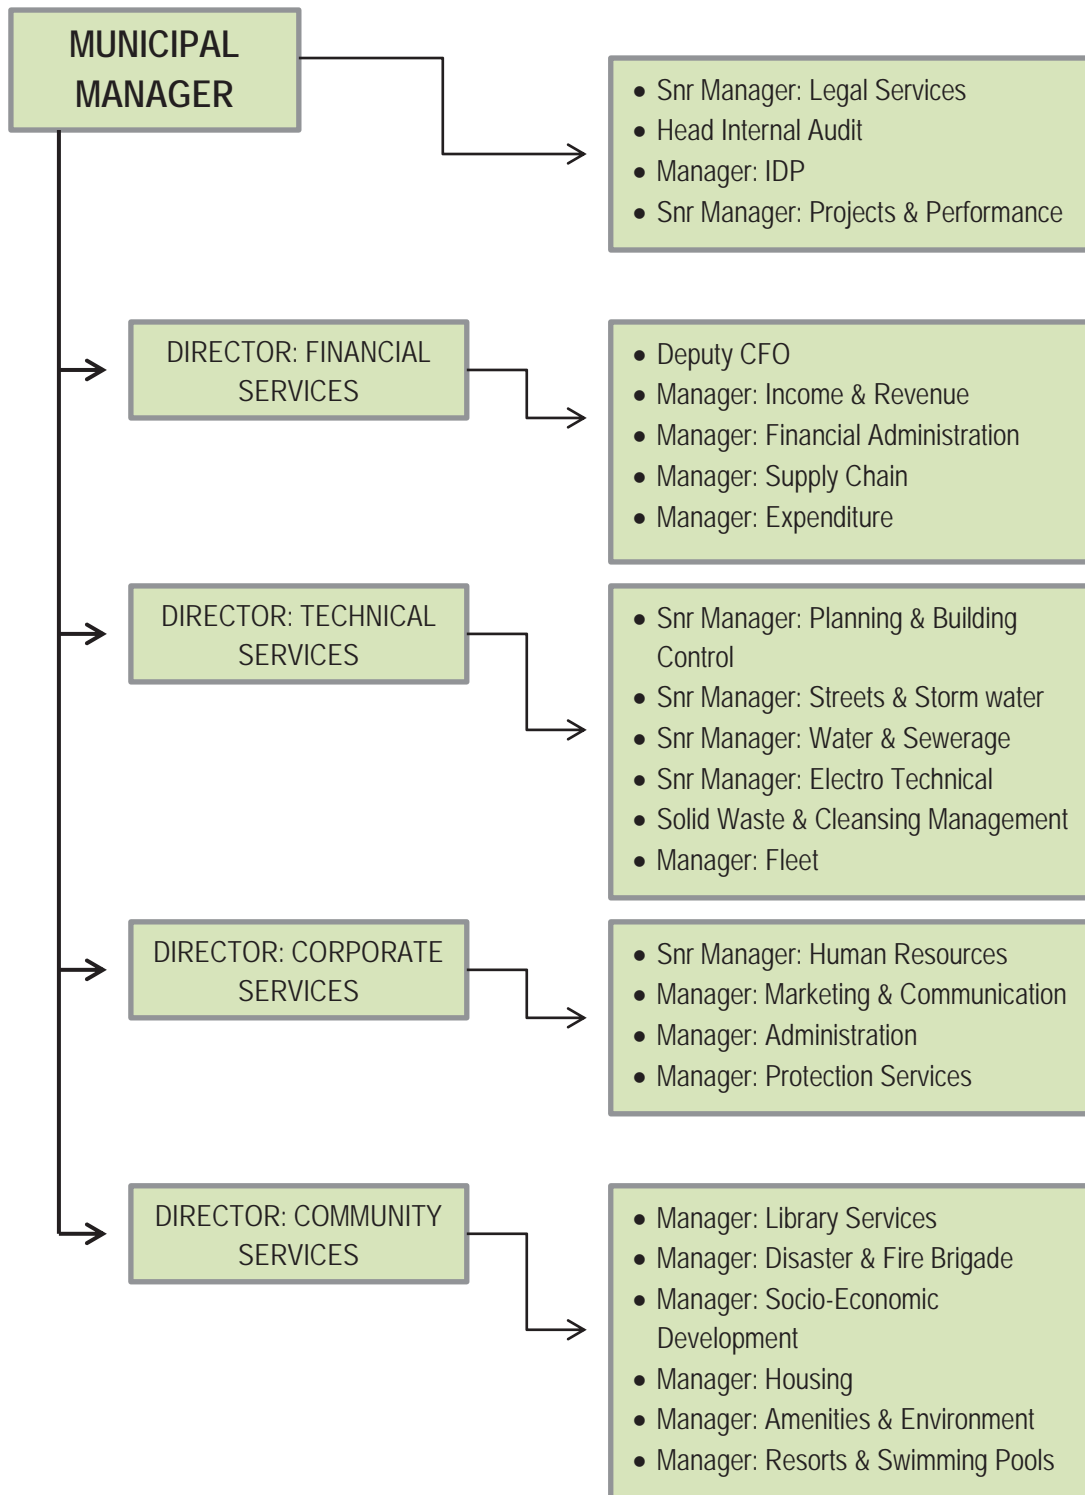 MUNICIPAL
MANAGER
• Snr Manager: Legal Services
• Head Internal Audit
• Manager: IDP
• Snr Manager: Projects & Performance
DIRECTOR: FINANCIAL
SERVICES
• Deputy CFO
• Manager: Income & Revenue
• Manager: Financial Administration
• Manager: Supply Chain
• Manager: Expenditure
DIRECTOR: TECHNICAL
SERVICES
• Snr Manager: Planning & Building
Control
• Snr Manager: Streets & Storm water
• Snr Manager: Water & Sewerage
• Snr Manager: Electro Technical
• Solid Waste & Cleansing Management
• Manager: Fleet
DIRECTOR: CORPORATE
SERVICES
• Snr Manager: Human Resources
• Manager: Marketing & Communication
• Manager: Administration
• Manager: Protection Services
DIRECTOR: COMMUNITY
SERVICES
• Manager: Library Services
• Manager: Disaster & Fire Brigade
• Manager: Socio-Economic
Development
• Manager: Housing
• Manager: Amenities & Environment
• Manager: Resorts & Swimming Pools